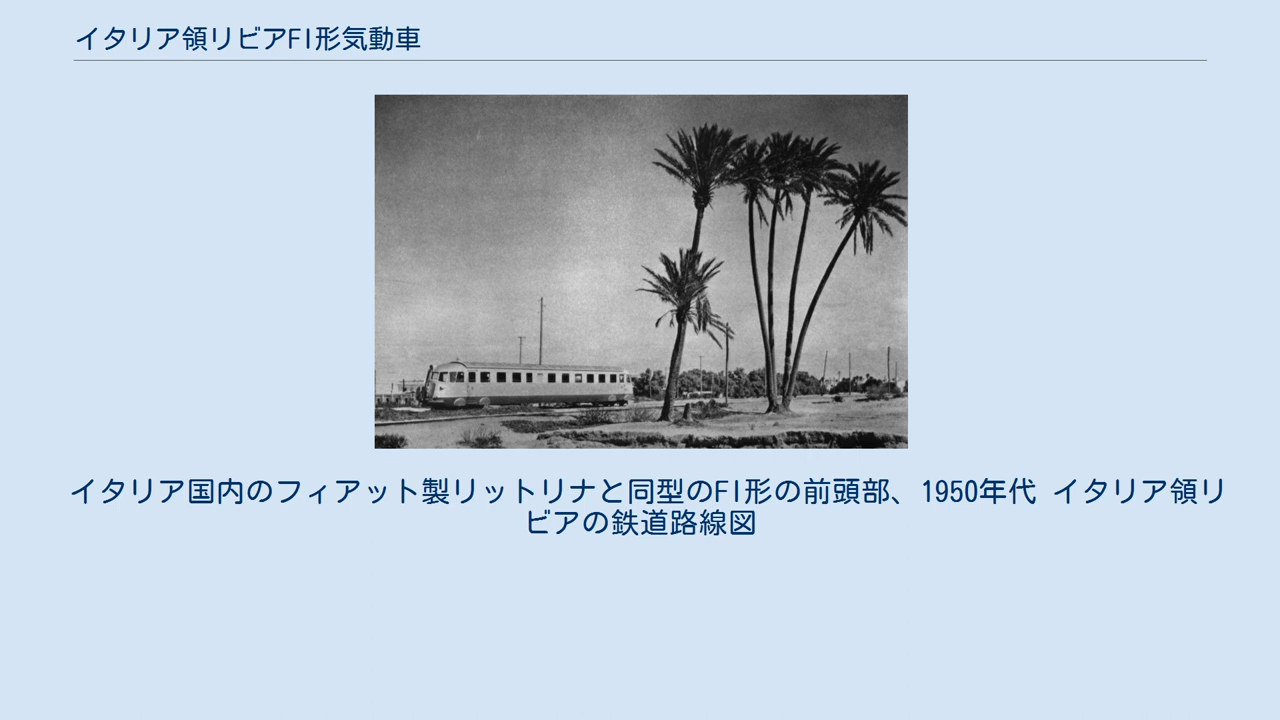 イタリア領リビアFI形気動車
イタリア国内のフィアット製リットリナと同型のFI形の前頭部、1950年代 イタリア領リ
ビアの鉄道路線図